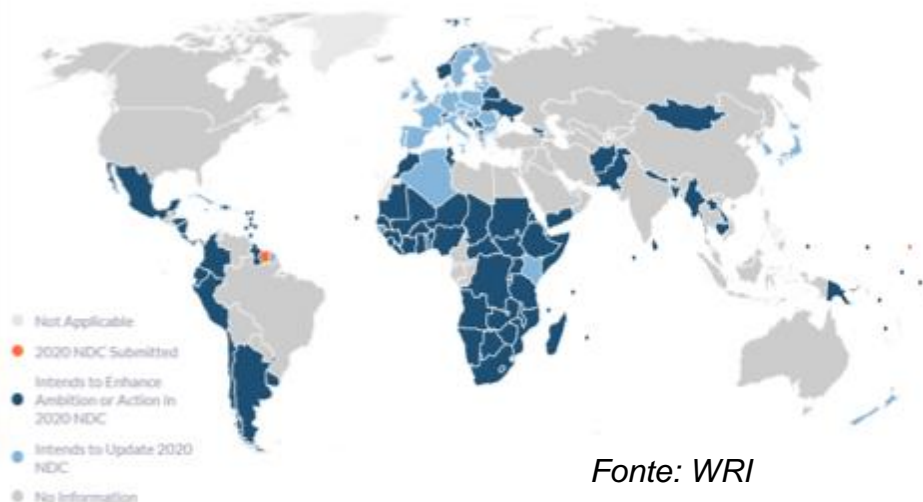 Not Applicable
2020 NDC Submitted
Intends to Enhance
Ambition or Action in
2020 NDC
Intends to Update 2020
NDC
No Information
Fonte: WRI